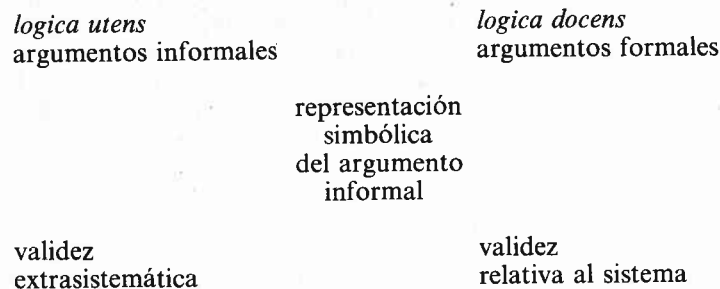 logica utens
argumentos informales
logica docens
argumentos formales
representación
simbólica
del argumento
informal
validez
extrasistemática
validez
relativa al sistema